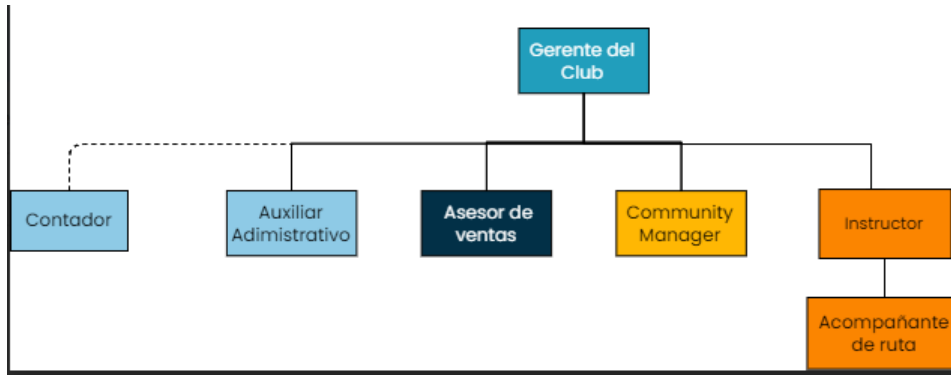 Gerente del
Club
Contador
Auxiliar
Adimistrativo
Asesor de
ventas
Community
Manager
Instructor
Acompañante
de ruta